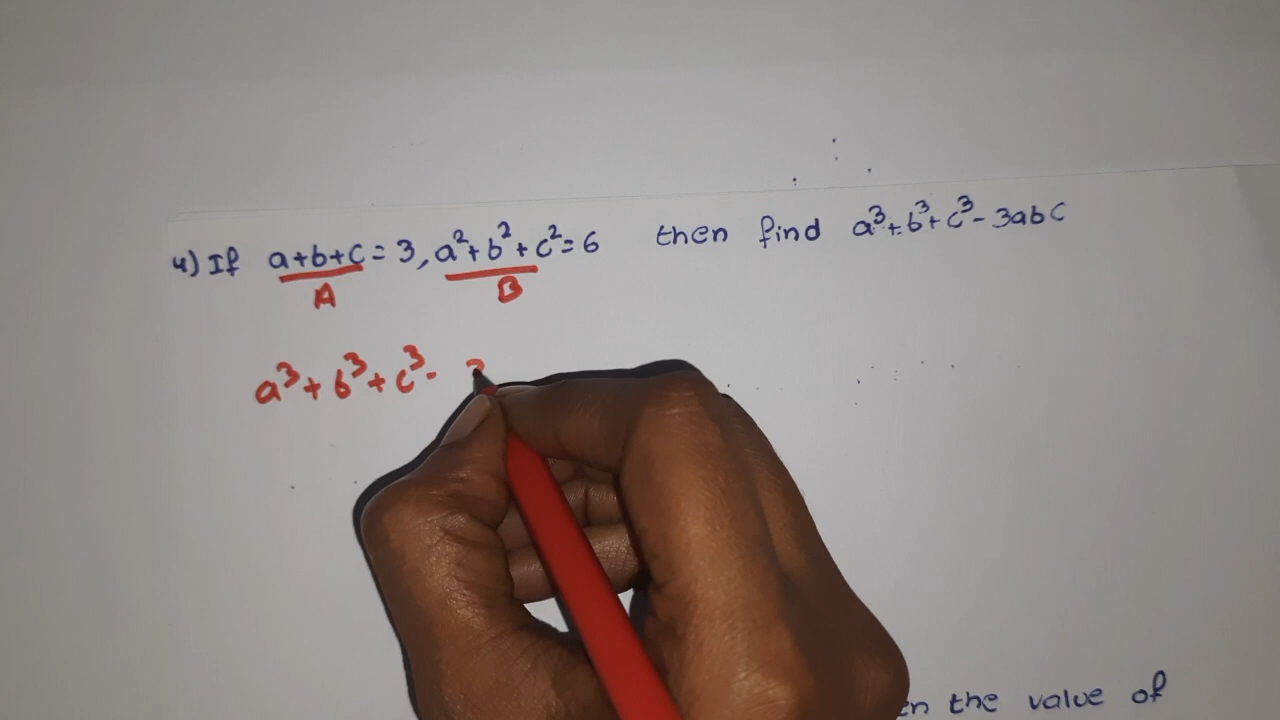 4) If a+b+c = 3, a²+b²+c²=6 then find a³+b³+c³-3abc
A B
a³+b³+c³-
the value of